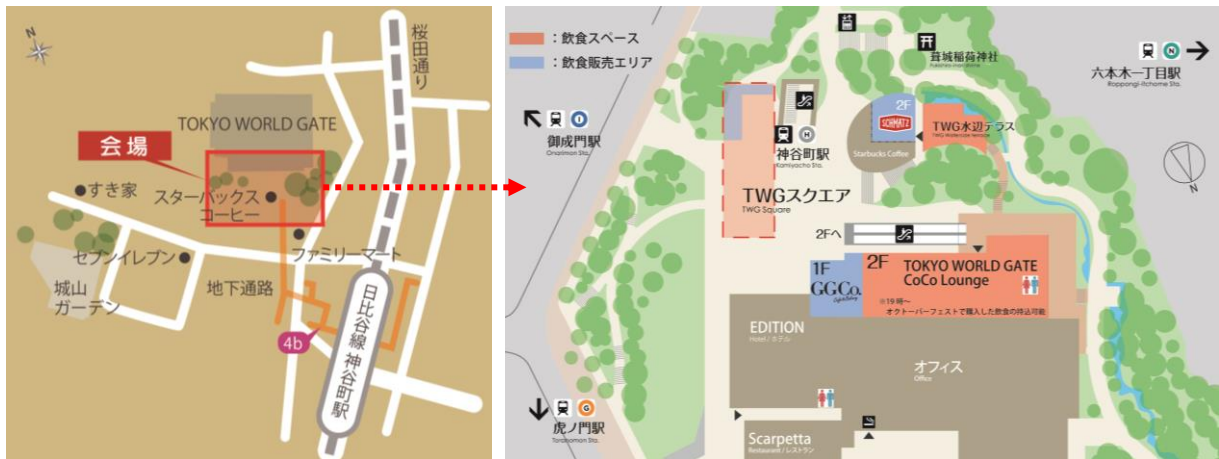 N
桜田通り
TOKYO WORLD GATE
会場
すき家
スターバックス
コーヒー
ファミリーマート
セブンイレブン
城山
ガーデン
地下通路
4b
日比谷線 神谷町駅
：飲食スペース
：飲食販売エリア
葺城稲荷神社
N
六本木一丁目駅
Roppongi-itchome Sta.
I
御成門駅
Onarimon Sta.
H
神谷町駅
Kamiyacho Sta.
2F
SCHMATZ
Starbucks Coffee
TWG水辺テラス
TWG Waterside Terrace
N
TWGスクエア
TWG Square
2Fへ
1F
GGCo.
2F
TOKYO WORLD GATE
CoCo Lounge
※19時～
オクトーバーフェストで購入した飲食の持込可能
EDITION
Hotel / ホテル
オフィス
Office
G
虎ノ門駅
Toranomon Sta.
Scarpetta
Restaurant / レストラン